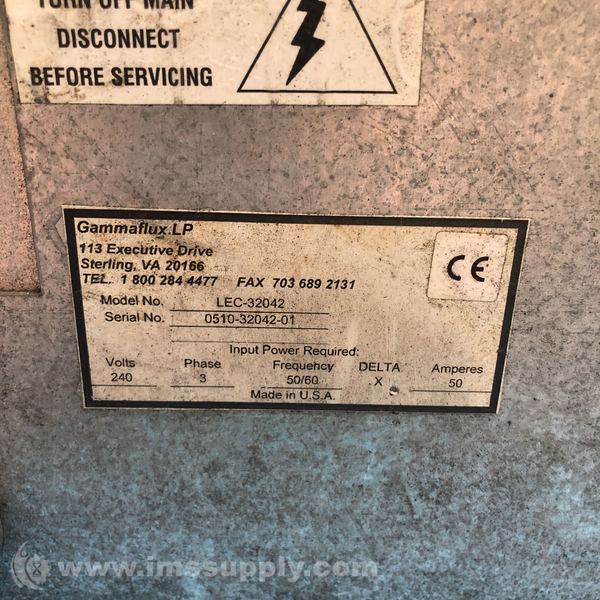 TURN OFF MAIN
DISCONNECT
BEFORE SERVICING
Gammaflux.LP
113 Executive Drive
Sterling, VA 20166
TEL. 1 800 284 4477 FAX 703 689 2131
CE
Model No. LEC-32042
Serial No. 0510-32042-01
Input Power Required:
Volts Phase Frequency DELTA Amperes
240 3 50/60 X 50
Made in U.S.A.
www.imssupply.com